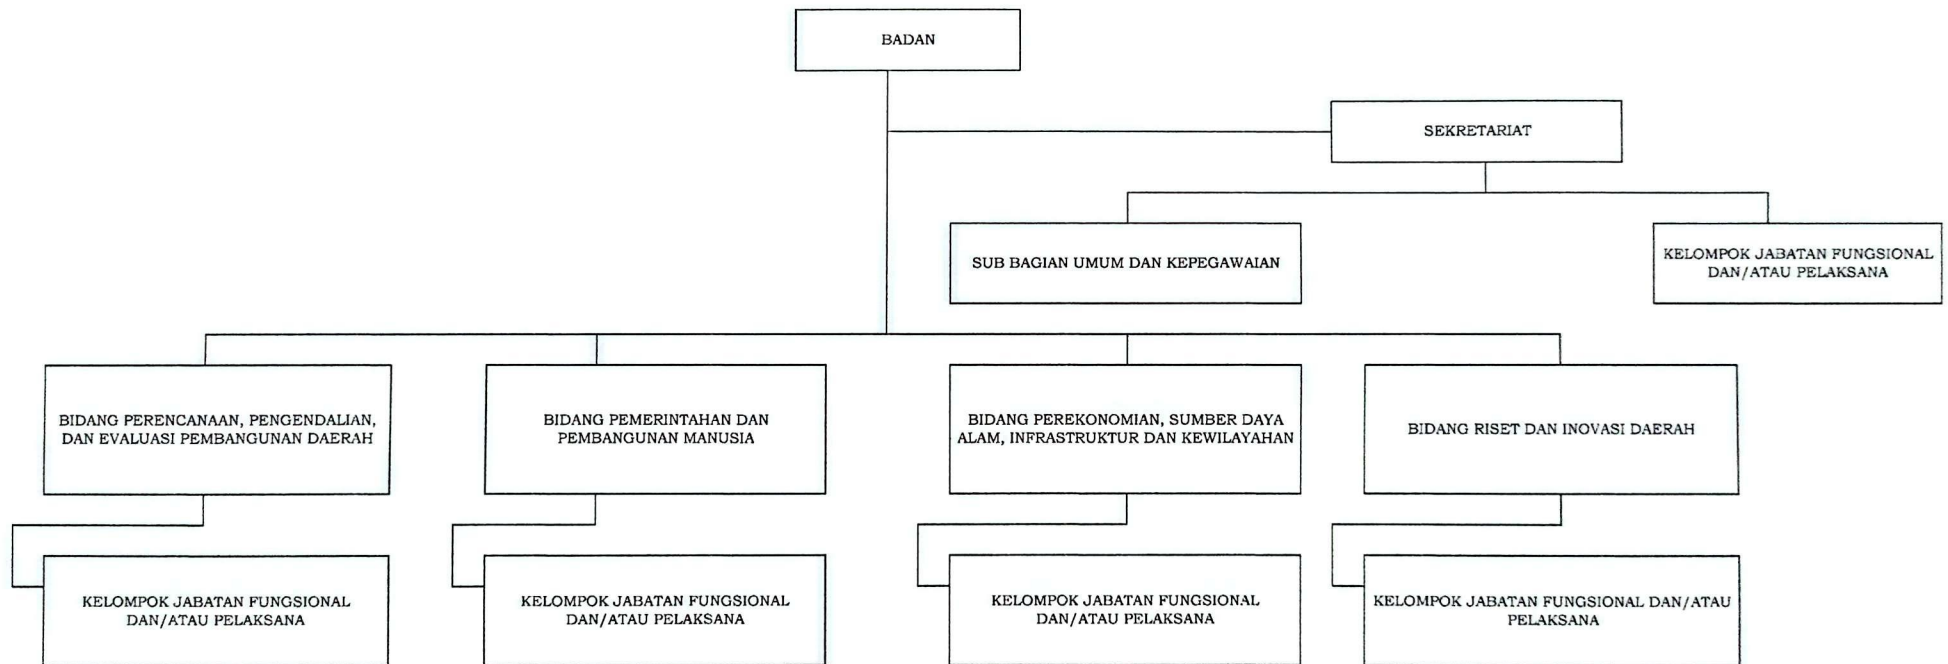 BADAN
SEKRETARIAT
SUB BAGIAN UMUM DAN KEPEGAWAIAN
KELOMPOK JABATAN FUNGSIONAL
DAN/ATAU PELAKSANA
BIDANG PERENCANAAN, PENGENDALIAN,
DAN EVALUASI PEMBANGUNAN DAERAH
BIDANG PEMERINTAHAN DAN
PEMBANGUNAN MANUSIA
BIDANG PEREKONOMIAN, SUMBER DAYA
ALAM, INFRASTRUKTUR DAN KEWILAYAHAN
BIDANG RISET DAN INOVASI DAERAH
KELOMPOK JABATAN FUNGSIONAL
DAN/ATAU PELAKSANA
KELOMPOK JABATAN FUNGSIONAL
DAN/ATAU PELAKSANA
KELOMPOK JABATAN FUNGSIONAL
DAN/ATAU PELAKSANA
KELOMPOK JABATAN FUNGSIONAL DAN/ATAU
PELAKSANA